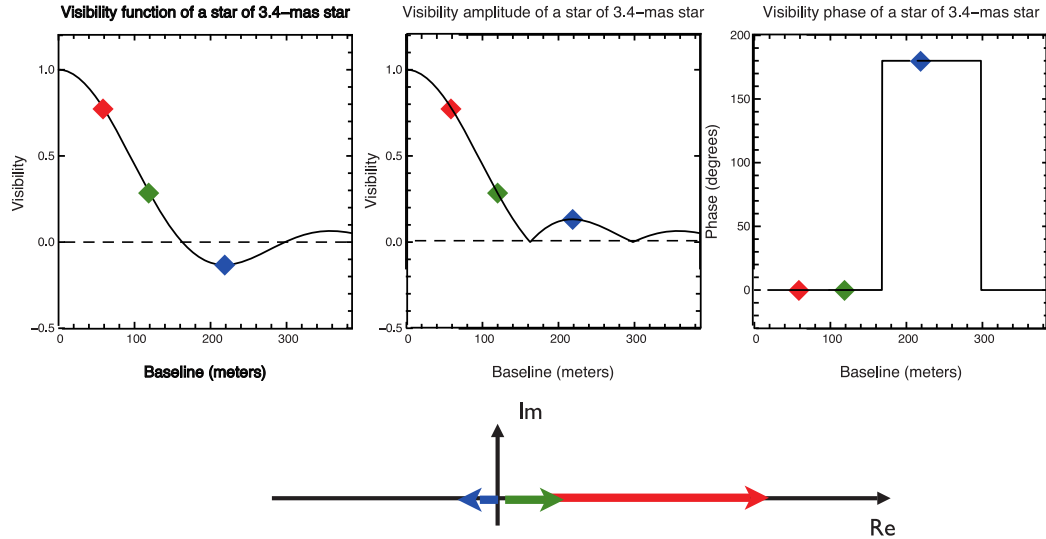 Visibility function of a star of 3.4–mas star
1.0
0.5
0.0
–0.5
Visibility
0
100
200
300
Baseline (meters)
Visibility amplitude of a star of 3.4–mas star
1.0
0.5
0.0
–0.5
Visibility
0
100
200
300
Baseline (meters)
Visibility phase of a star of 3.4–mas star
200
150
100
50
0
Phase (degrees)
0
100
200
300
Baseline (meters)
Im
Re